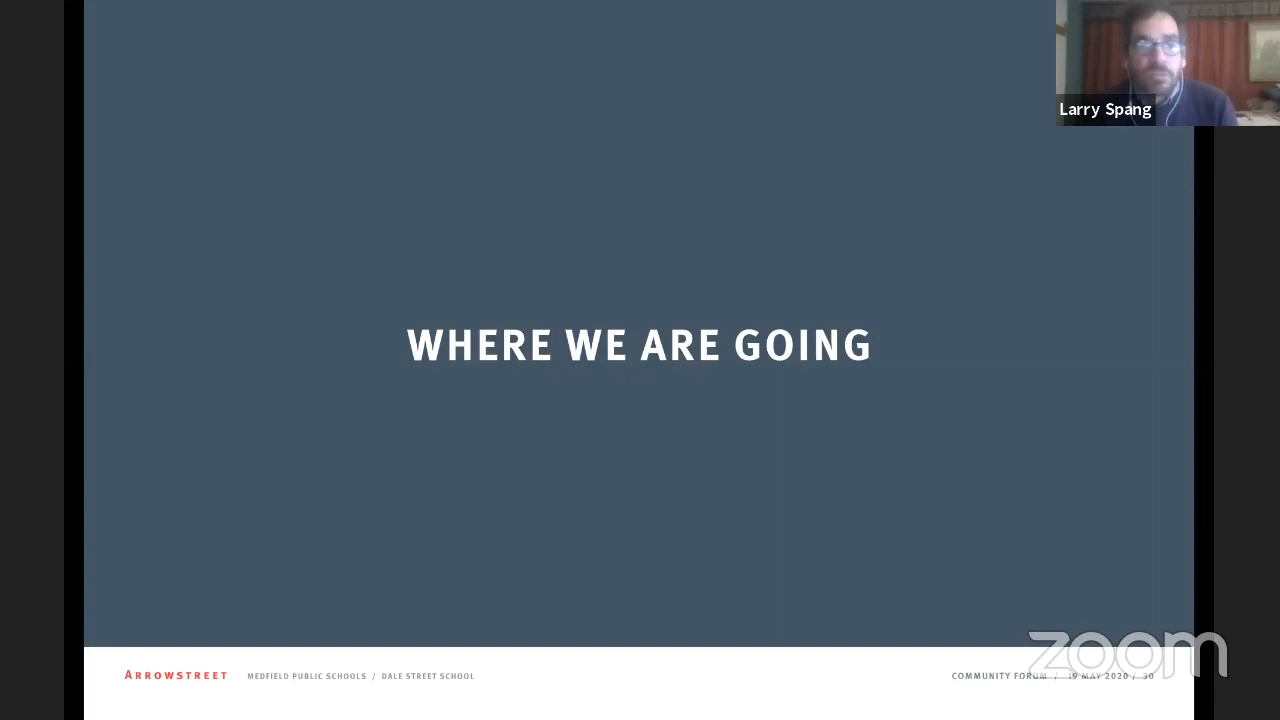 Larry Spang
WHERE WE ARE GOING
ARROWSTREET MEDFIELD PUBLIC SCHOOLS / DALE STREET SCHOOL
COMMUNITY FORUM / 19 MAY 2020 / 30
zoom